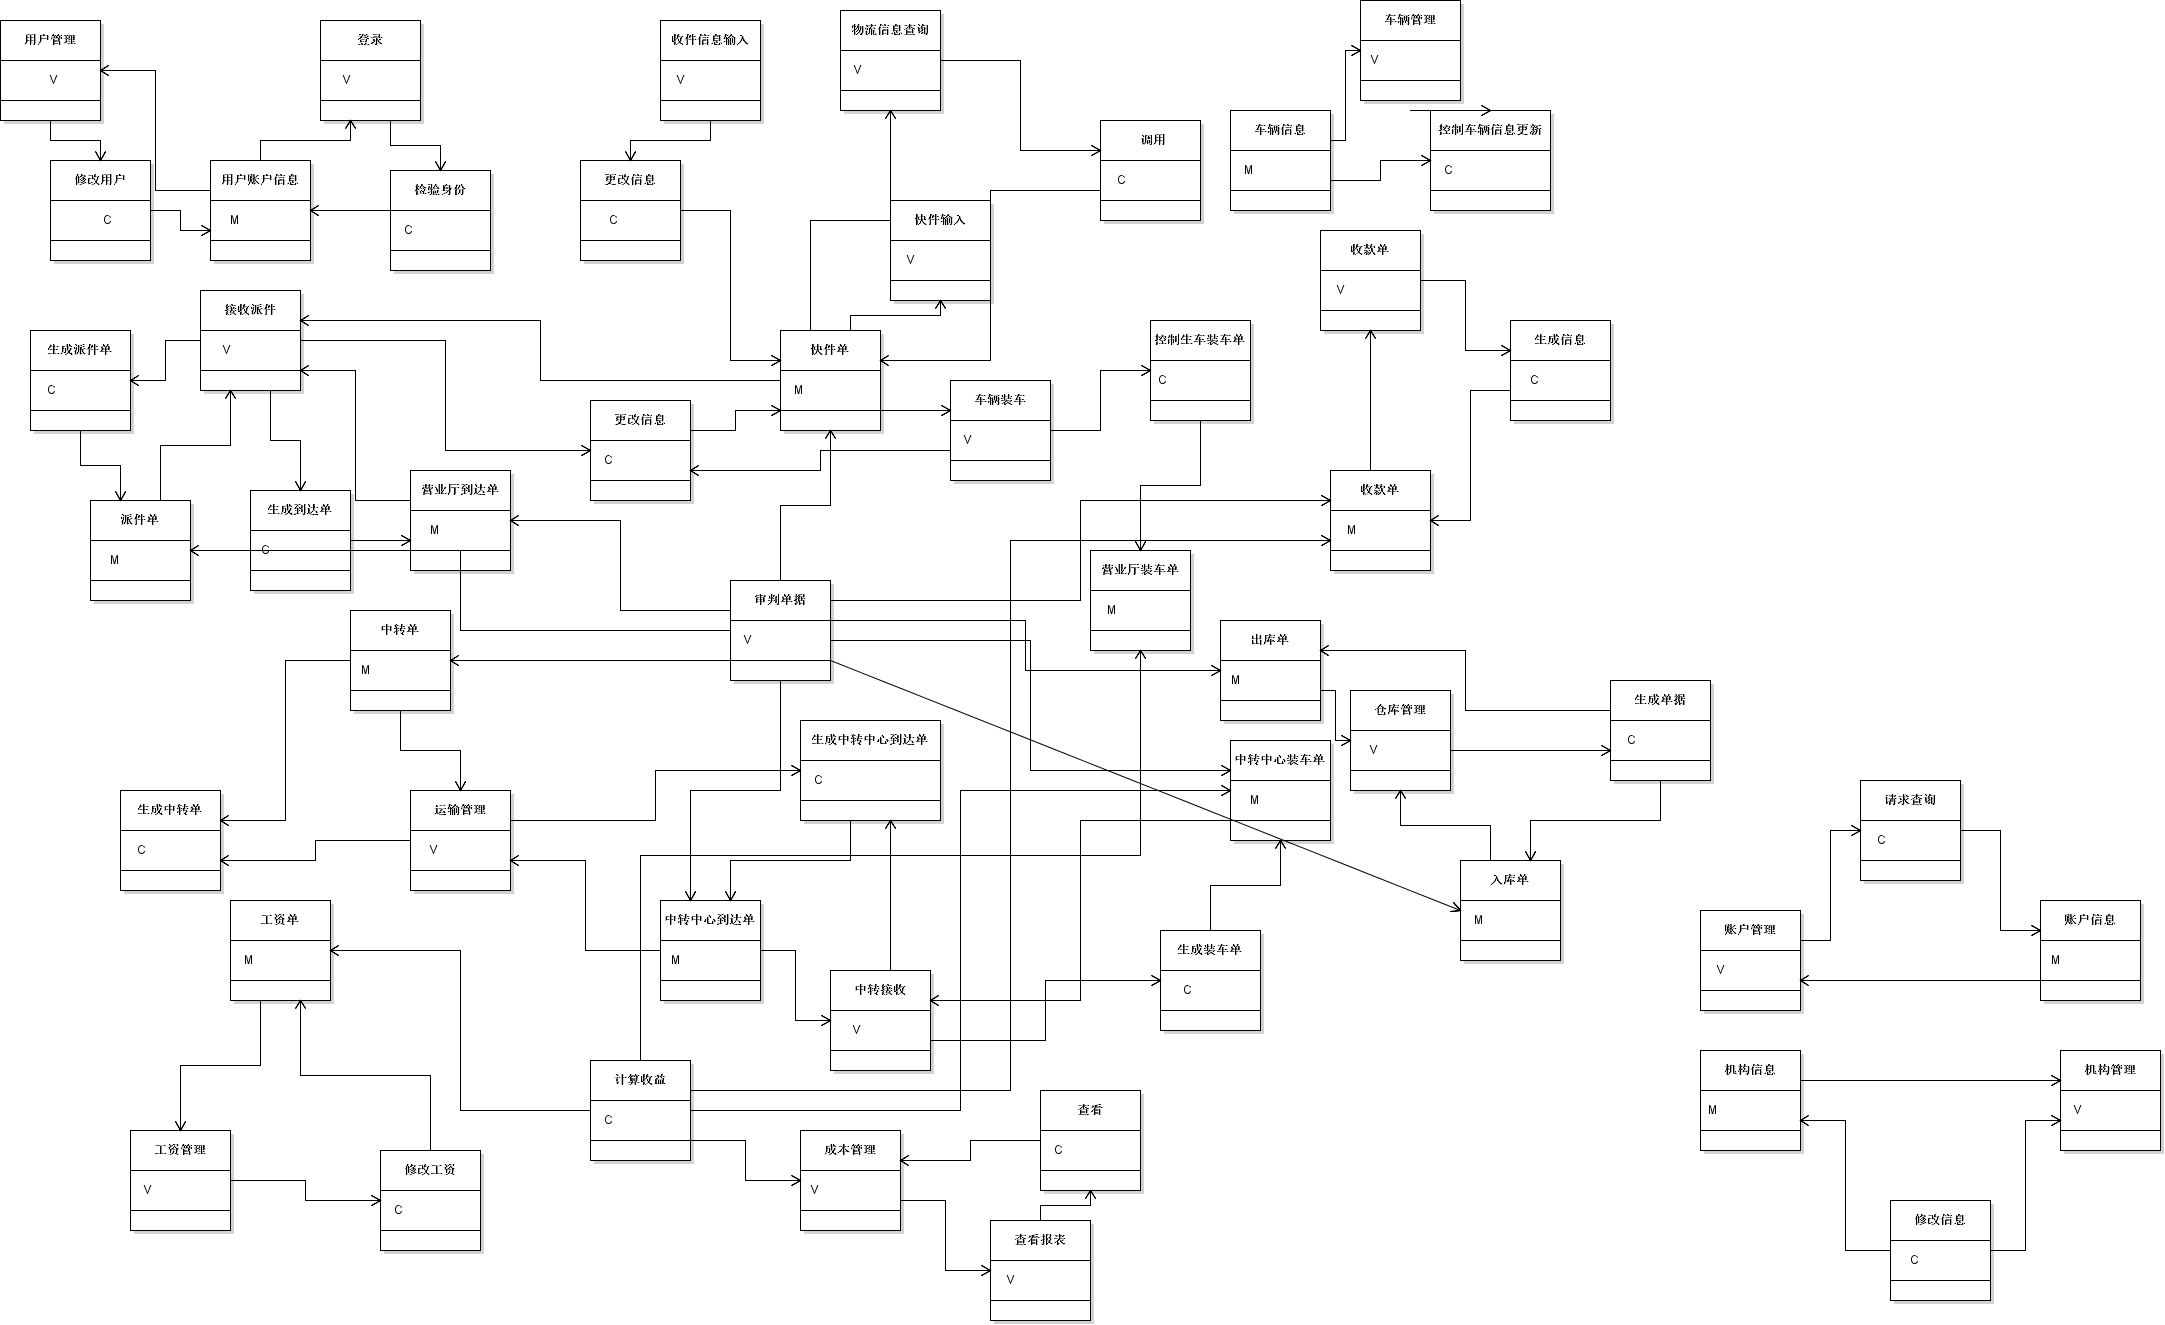 用户管理
V
登录
V
收件信息输入
V
物流信息查询
V
车辆管理
V
修改用户
C
用户账户信息
M
检验身份
C
更改信息
C
快件输入
V
调用
C
车辆信息
M
控制车辆信息更新
C
收款单
V
接收派件
V
生成派件单
C
快件单
M
控制生车装车单
C
生成信息
C
更改信息
C
车辆装车
V
派件单
M
生成到达单
C
营业厅到达单
M
收款单
M
营业厅装车单
M
审判单据
V
中转单
M
出库单
M
仓库管理
V
生成单据
C
生成中转中心到达单
C
中转中心装车单
M
生成中转单
C
运输管理
V
请求查询
C
工资单
M
中转中心到达单
M
中转接收
V
生成装车单
C
入库单
M
账户管理
V
账户信息
M
计算收益
C
机构信息
M
机构管理
V
工资管理
V
修改工资
C
成本管理
V
查看
C
查看报表
V
修改信息
C